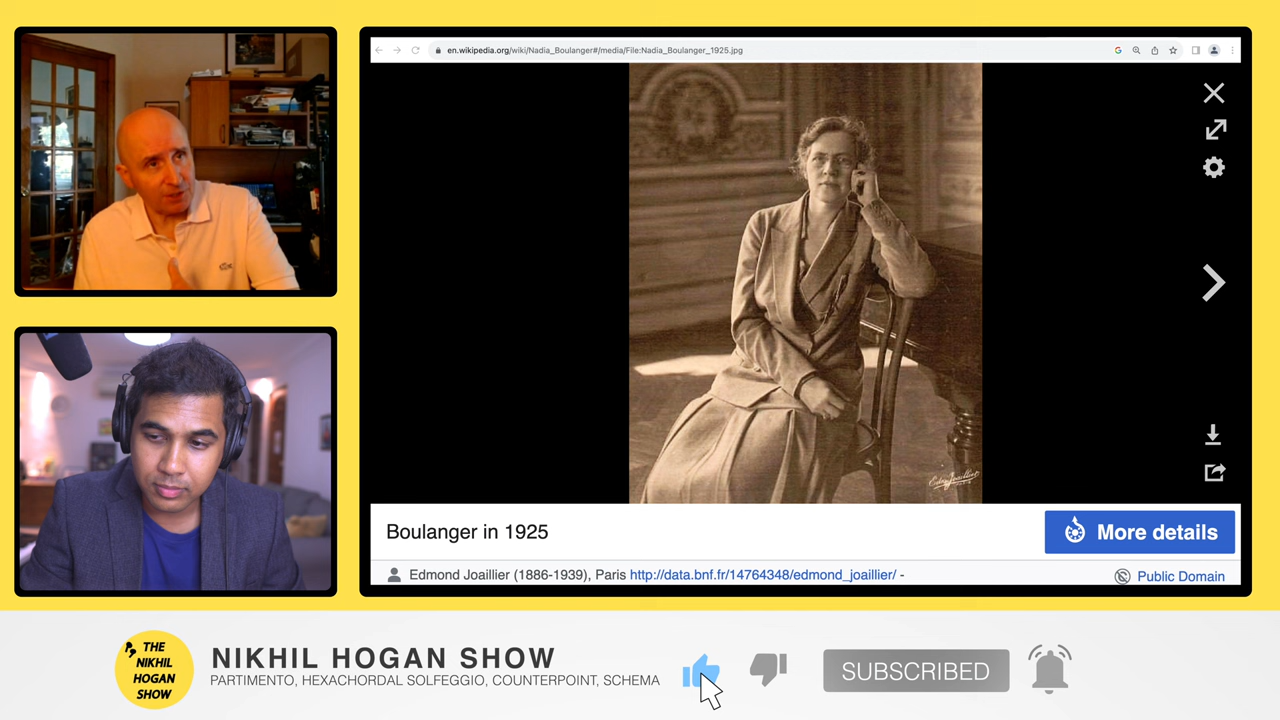 en.wikipedia.org/wiki/Nadia_Boulanger#/media/File:Nadia_Boulanger_1925.jpg
Boulanger in 1925
More details
Edmond Joaillier (1886-1939), Paris http://data.bnf.fr/14764348/edmond_joaillier/ -
Public Domain
THE
NIKHIL
HOGAN
SHOW
NIKHIL HOGAN SHOW
PARTIMENTO, HEXACHORDAL SOLFEGGIO, COUNTERPOINT, SCHEMA
SUBSCRIBED